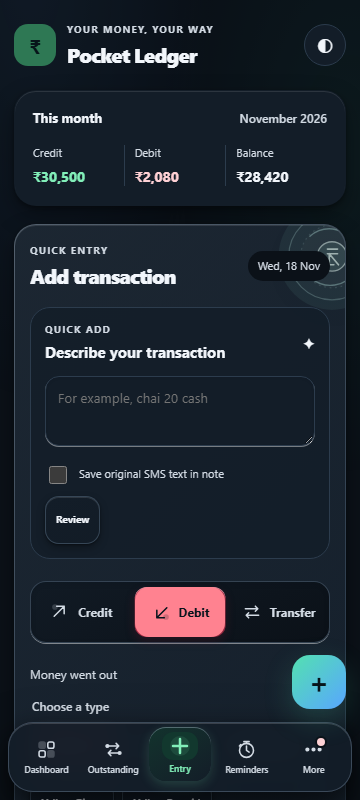 ₹
YOUR MONEY, YOUR WAY
Pocket Ledger
This month
November 2026
Credit
Debit
Balance
₹30,500
₹2,080
₹28,420
QUICK ENTRY
Add transaction
Wed, 18 Nov
₹
QUICK ADD
Describe your transaction
For example, chai 20 cash
Save original SMS text in note
Review
Credit
Debit
Transfer
Money went out
+
Choose a type
Dashboard
Outstanding
Entry
Reminders
More